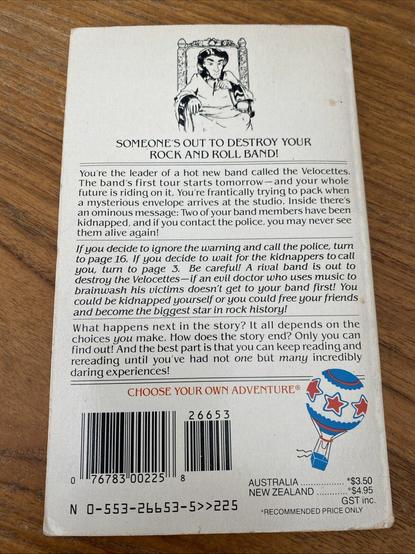 SOMEONE'S OUT TO DESTROY YOUR
ROCK AND ROLL BAND!
You're the leader of a hot new band called the Velocettes.
The band's first tour starts tomorrow—and your whole
future is riding on it. You're frantically trying to pack when
a mysterious envelope arrives at the studio. Inside there's
an ominous message: Two of your band members have been
kidnapped, and if you contact the police, you may never see
them alive again!
If you decide to ignore the warning and call the police, turn
to page 16. If you decide to wait for the kidnappers to call
you, turn to page 3. Be careful! A rival band is out to
destroy the Velocettes—if an evil doctor who uses music to
brainwash his victims doesn't get to your band first! You
could be kidnapped yourself or you could free your friends
and become the biggest star in rock history!
What happens next in the story? It all depends on the
choices you make. How does the story end? Only you can
find out! And the best part is that you can keep reading and
rereading until you've had not one but many incredibly
daring experiences!
CHOOSE YOUR OWN ADVENTURE®
26653
0 76783 00225 8
AUSTRALIA ................. *$3.50
NEW ZEALAND ............ *$4.95
GST inc.
*RECOMMENDED PRICE ONLY
N 0-553-26653-5>>225